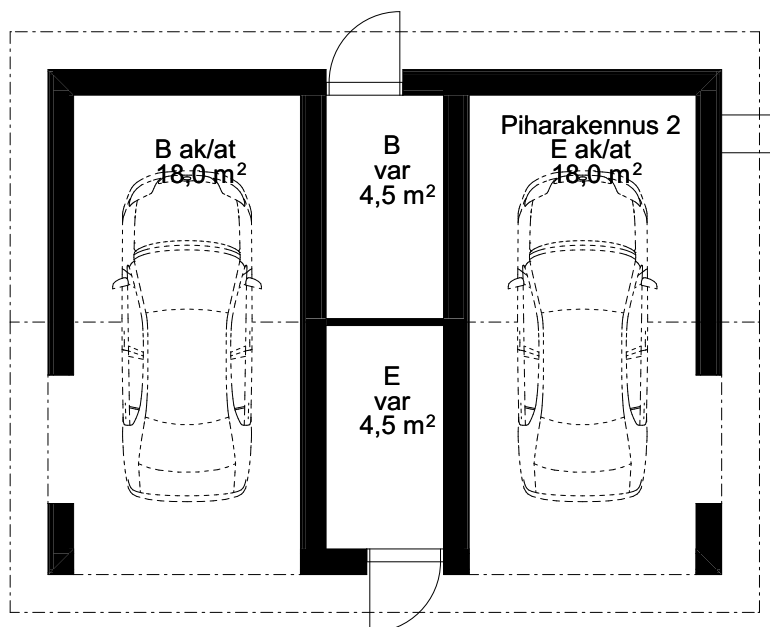 B ak/at
18,0 m²
B
var
4,5 m²
Piharakennus 2
E ak/at
18,0 m²
E
var
4,5 m²